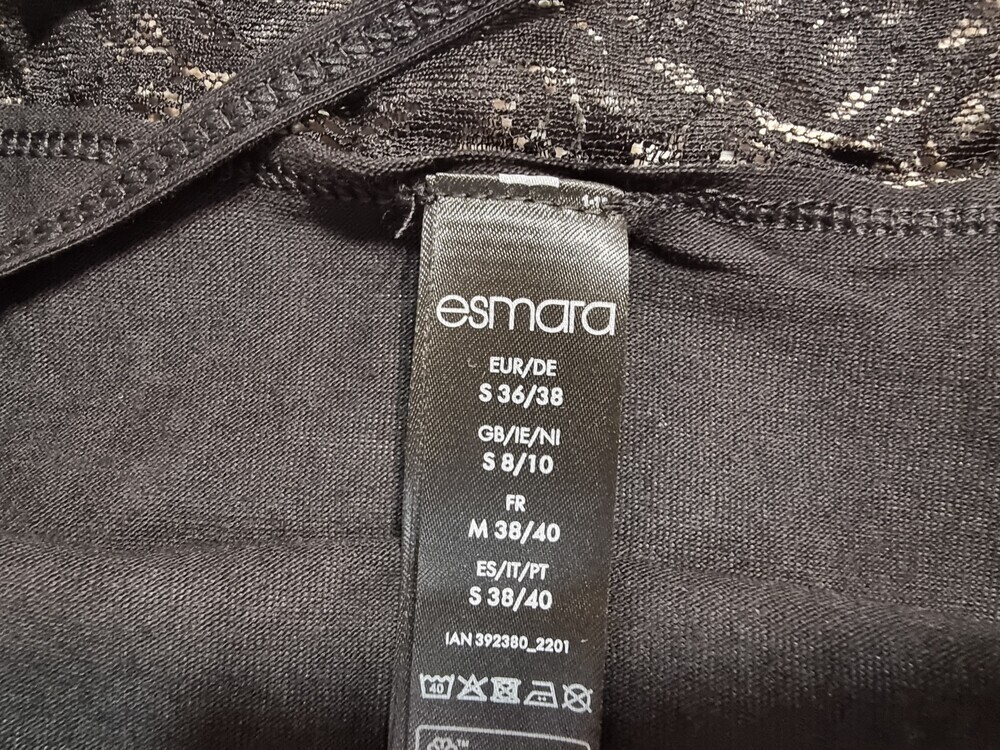 esmara
EUR/DE
S 36/38
GB/IE/NI
S 8/10
FR
M 38/40
ES/IT/PT
S 38/40
IAN 392380_2201
40
TM